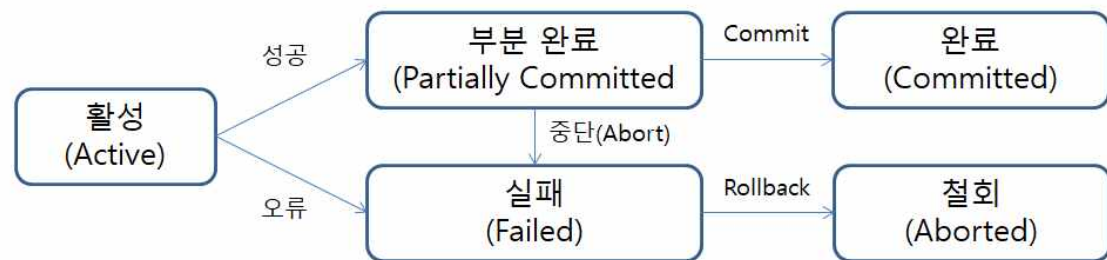 성공
부분 완료
(Partially Committed
Commit
완료
(Committed)
활성
(Active)
중단(Abort)
오류
실패
(Failed)
Rollback
철회
(Aborted)